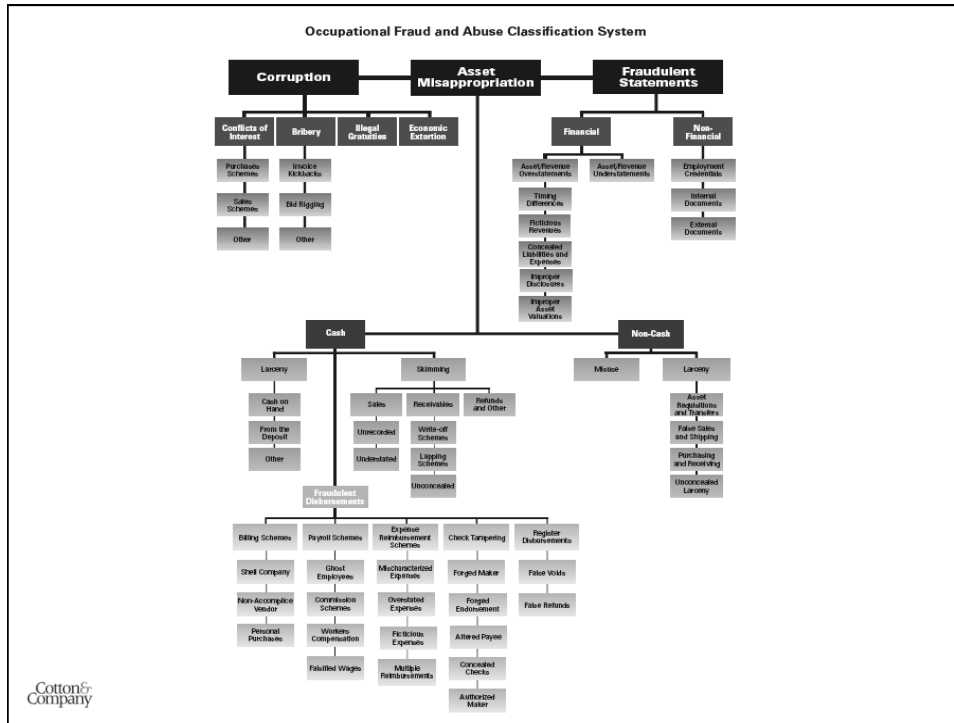 Occupational Fraud and Abuse Classification System
Corruption
Asset
Misappropriation
Fraudulent
Statements
Conflicts of
Interest
Bribery
Illegal
Gratuities
Economic
Extortion
Financial
Non-
Financial
Purchases
Schemes
Invoice
Kickbacks
Asset/Revenue
Overstatements
Asset/Revenue
Understatements
Employment
Credentials
Sales
Schemes
Bid Rigging
Timing
Differences
Internal
Documents
Other
Other
Ficticious
Revenues
External
Documents
Concealed
Liabilities and
Expenses
Improper
Disclosures
Improper
Asset
Valuations
Cash
Non-Cash
Larceny
Skimming
Misuse
Larceny
Cash on
Hand
Sales
Receivables
Refunds
and Other
Asset
Requisitions
and Transfers
From the
Deposit
Unrecorded
Write-off
Schemes
False Sales
and Shipping
Other
Understated
Lapping
Schemes
Purchasing
and Receiving
Unconcealed
Unconcealed
Larceny
Fraudulent
Disbursements
Billing Schemes
Payroll Schemes
Expense
Reimbursement
Schemes
Check Tampering
Register
Disbursements
Shell Company
Ghost
Employees
Mischaracterized
Expenses
Forged Maker
False Voids
Non-Accomplice
Vendor
Commission
Schemes
Overstated
Expenses
Forged
Endorsement
False Refunds
Personal
Purchases
Workers
Compensation
Ficticious
Expenses
Altered Payee
Falsified Wages
Multiple
Reimbursements
Concealed
Checks
Authorized
Maker
Cotton&
Company